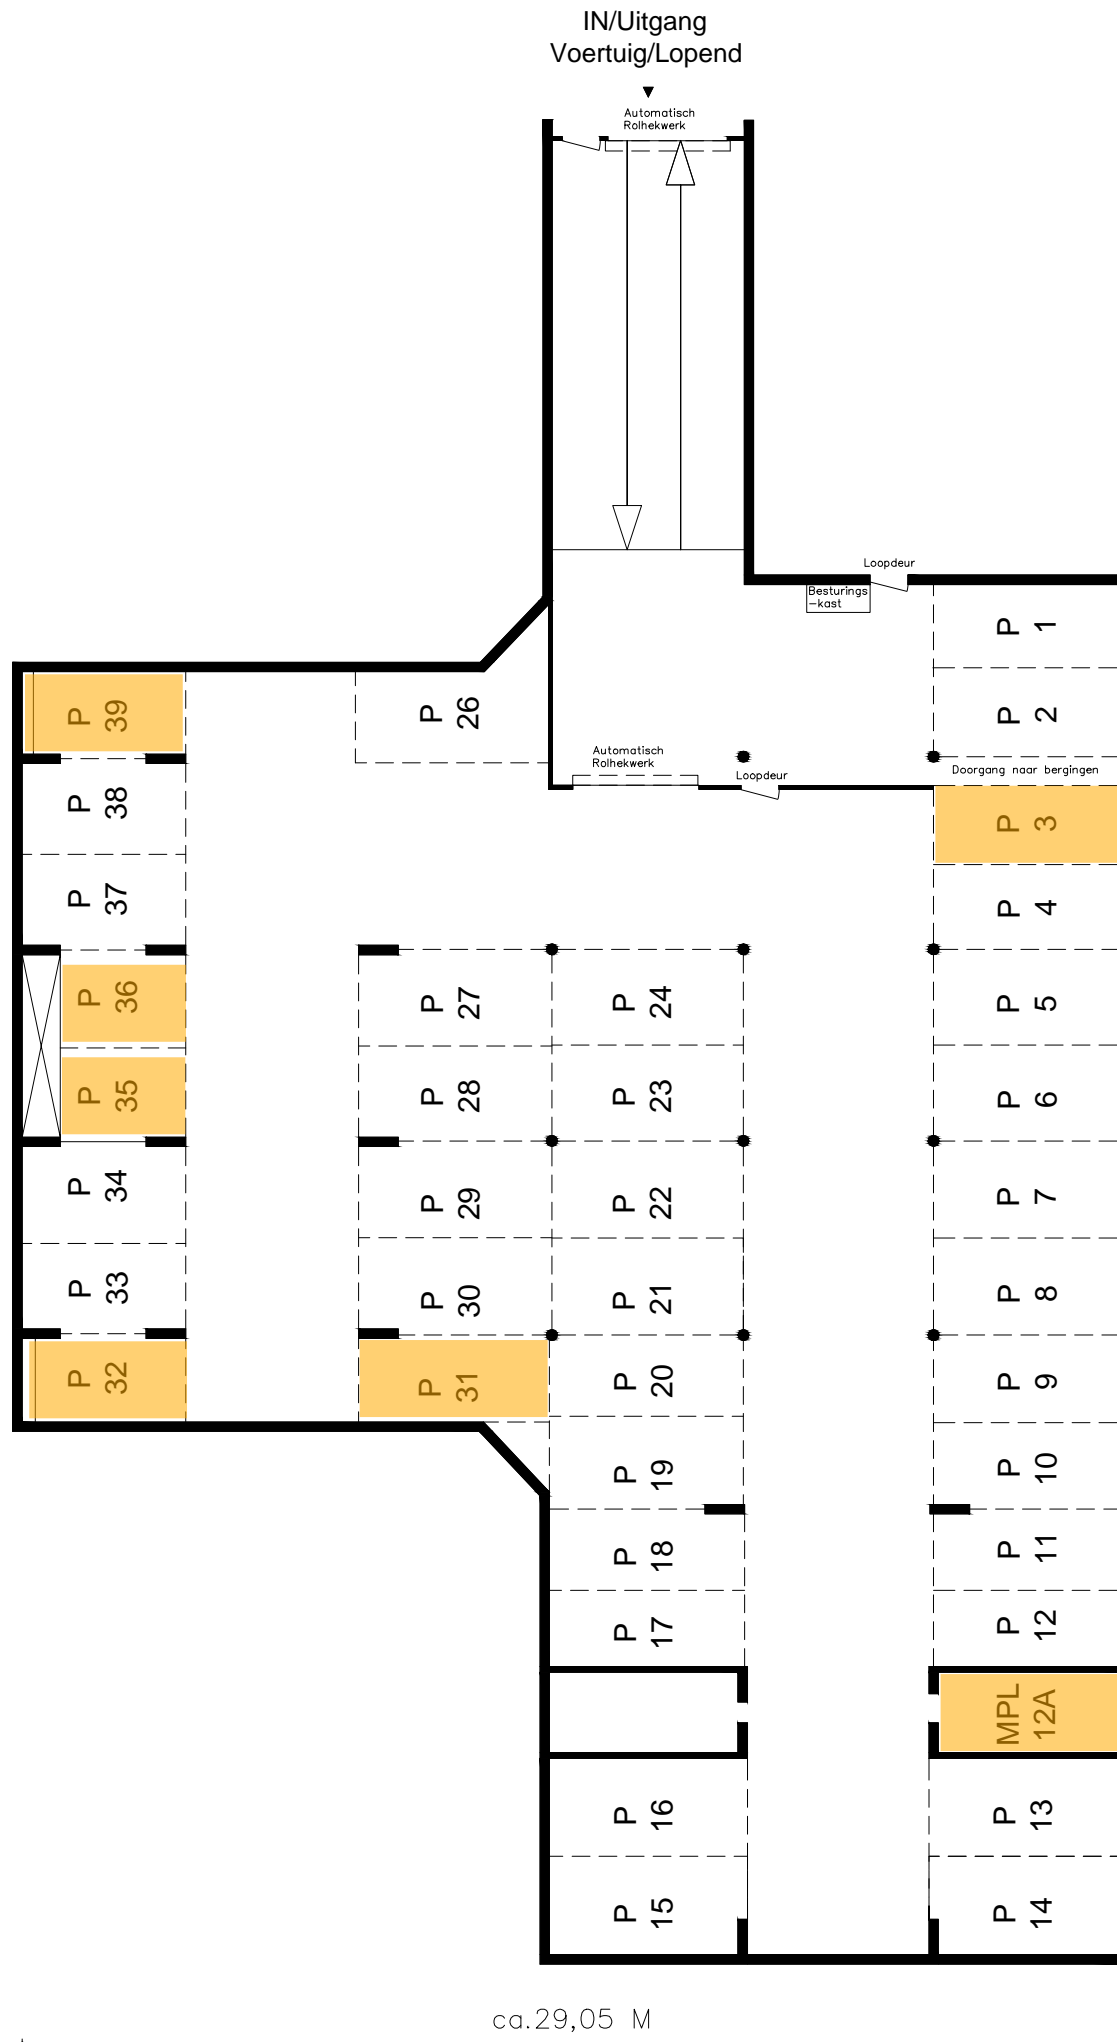 IN/Uitgang
Voertuig/Lopend
Automatisch
Rolhekwerk
Loopdeur
Besturings
-kast
P 1
P 2
Doorgang naar bergingen
P 3
P 4
P 5
P 6
P 7
P 8
P 9
P 10
P 11
P 12
MPL
12A
P 13
P 14
P 26
Automatisch
Rolhekwerk
Loopdeur
P 24
P 23
P 22
P 21
P 20
P 19
P 18
P 17
P 16
P 15
P 27
P 28
P 29
P 30
P 31
P 39
P 38
P 37
P 36
P 35
P 34
P 33
P 32
ca.29,05 M